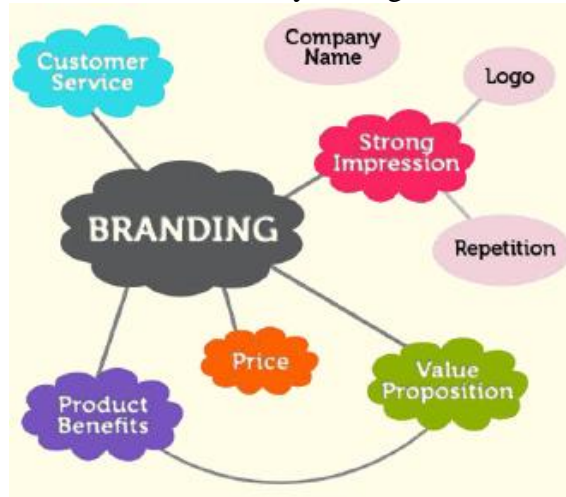 Company
Name
Customer
Service
Logo
Strong
Impression
BRANDING
Repetition
Price
Value
Proposition
Product
Benefits